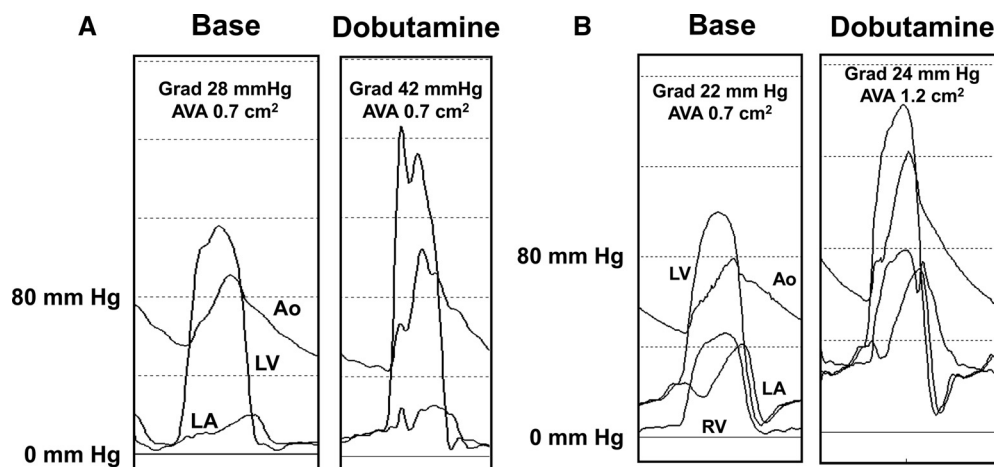 A
Base
Dobutamine
Grad 28 mmHg
AVA 0.7 cm²
Grad 42 mmHg
AVA 0.7 cm²
80 mm Hg
Ao
LV
LA
0 mm Hg
B
Base
Dobutamine
Grad 22 mm Hg
AVA 0.7 cm²
Grad 24 mm Hg
AVA 1.2 cm²
80 mm Hg
LV
Ao
LA
RV
0 mm Hg